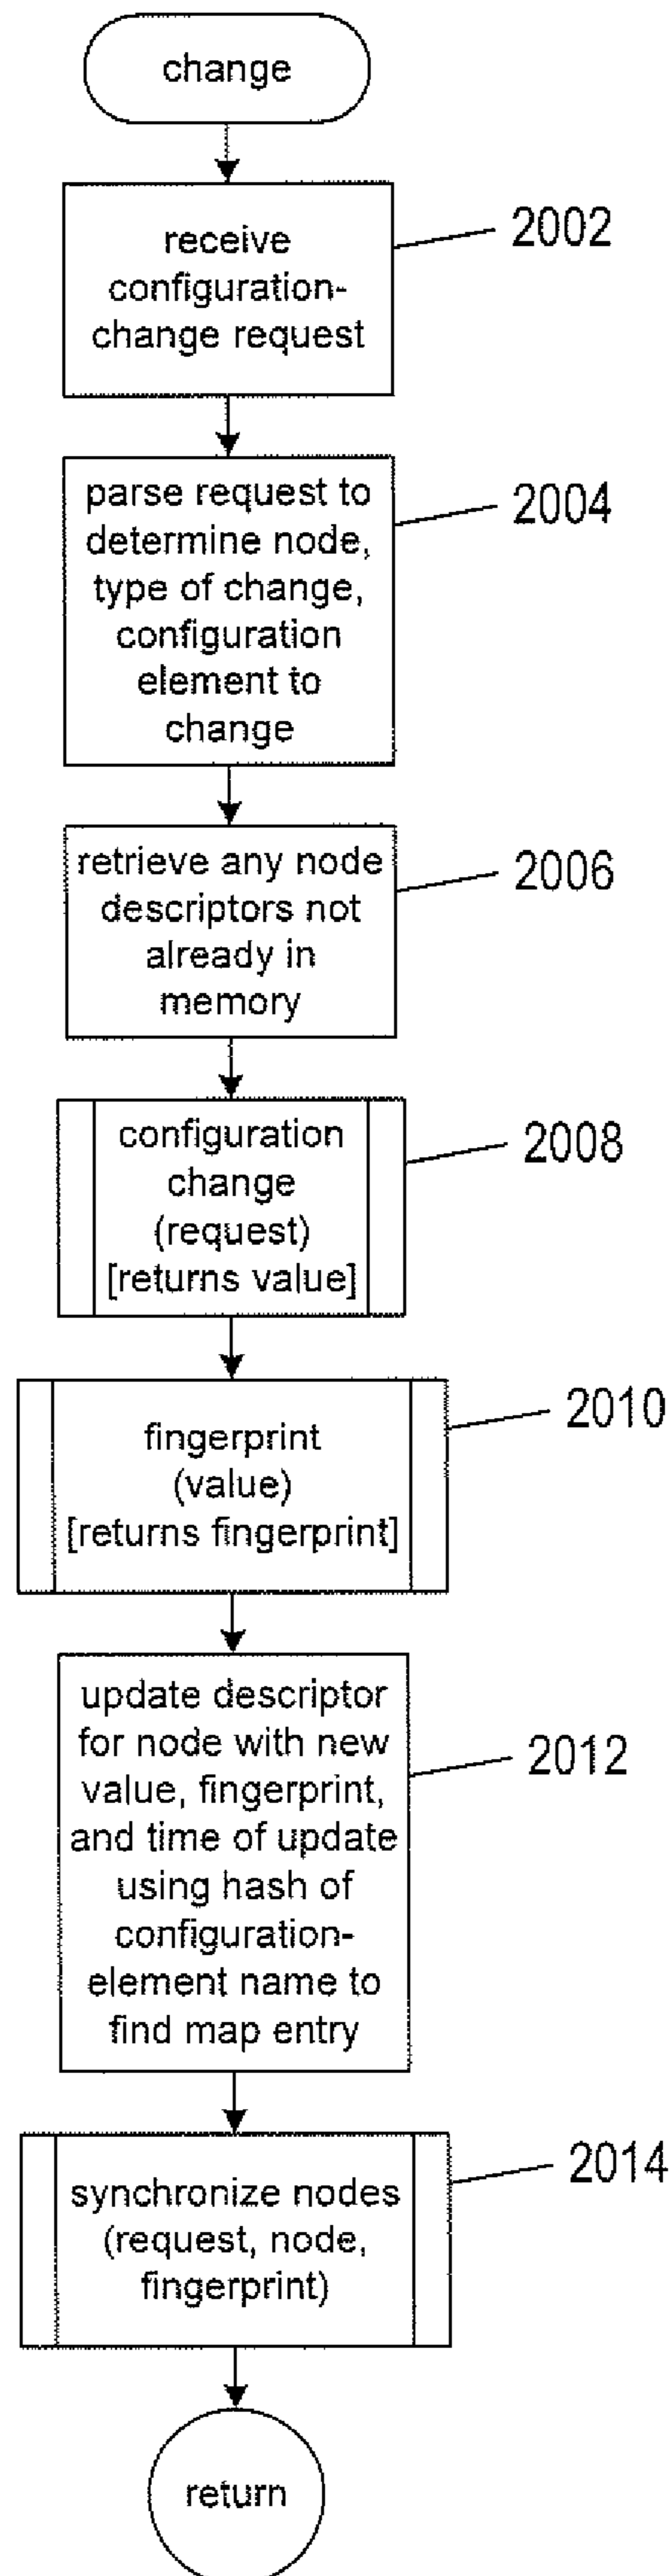 change
receive
configuration-
change request
2002
parse request to
determine node,
type of change,
configuration
element to
change
2004
retrieve any node
descriptors not
already in
memory
2006
configuration
change
(request)
[returns value]
2008
fingerprint
(value)
[returns fingerprint]
2010
update descriptor
for node with new
value, fingerprint,
and time of update
using hash of
configuration-
element name to
find map entry
2012
synchronize nodes
(request, node,
fingerprint)
2014
return